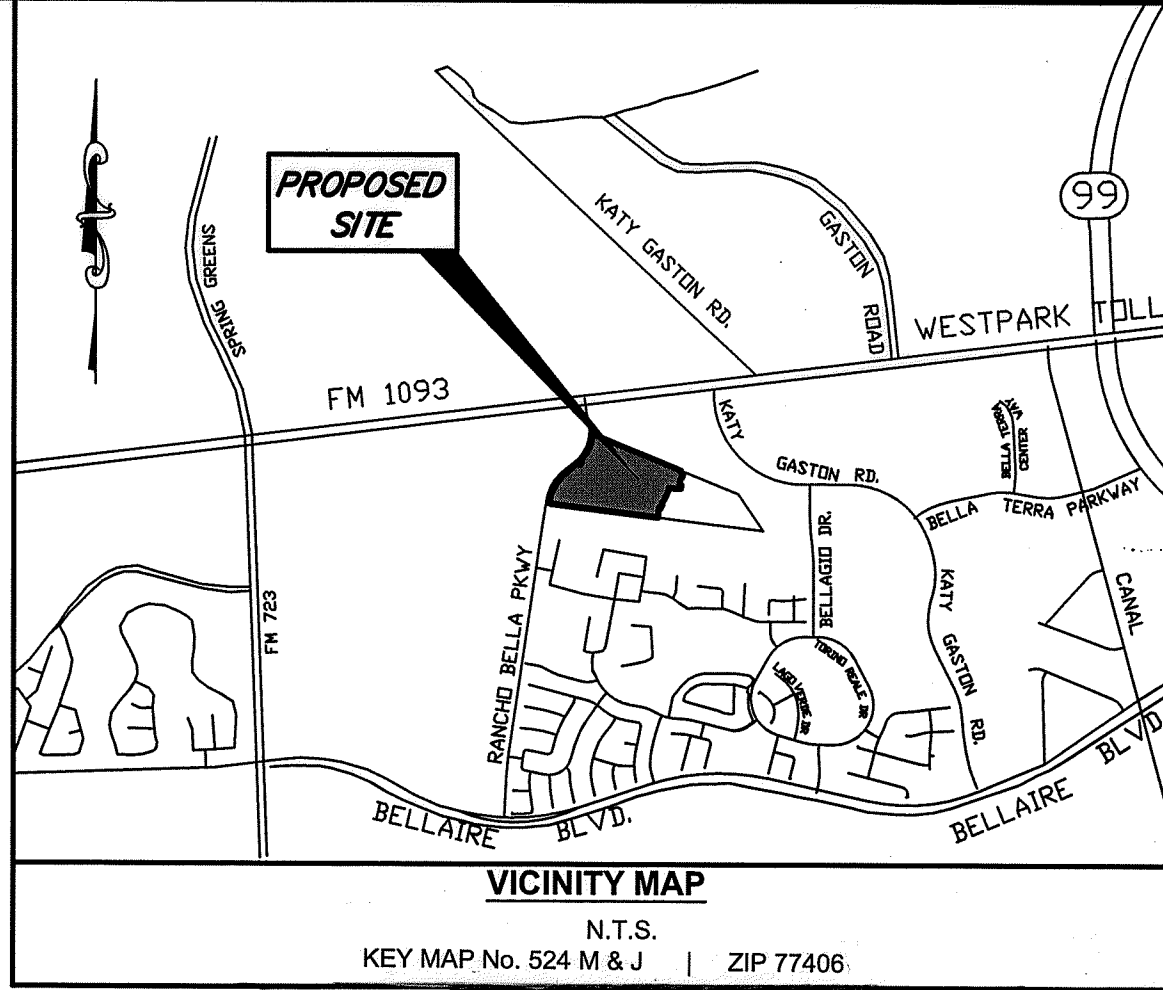 PROPOSED
SITE
SPRING GREENS
KATY GASTON RD.
GASTON
ROAD
99
WESTPARK TOLL
FM 1093
KATY
GASTON RD.
BELLA TERRA
CENTER WAY
BELLA TERRA PARKWAY
BELLAGIO DR.
RANCHO BELLA PKWY
FM 723
KATY
GASTON
RD.
CANAL
TORINO REALE DR
LAGO VERDE DR
BELLAIRE BLVD.
BELLAIRE BLVD
VICINITY MAP
N.T.S.
KEY MAP No. 524 M & J | ZIP 77406